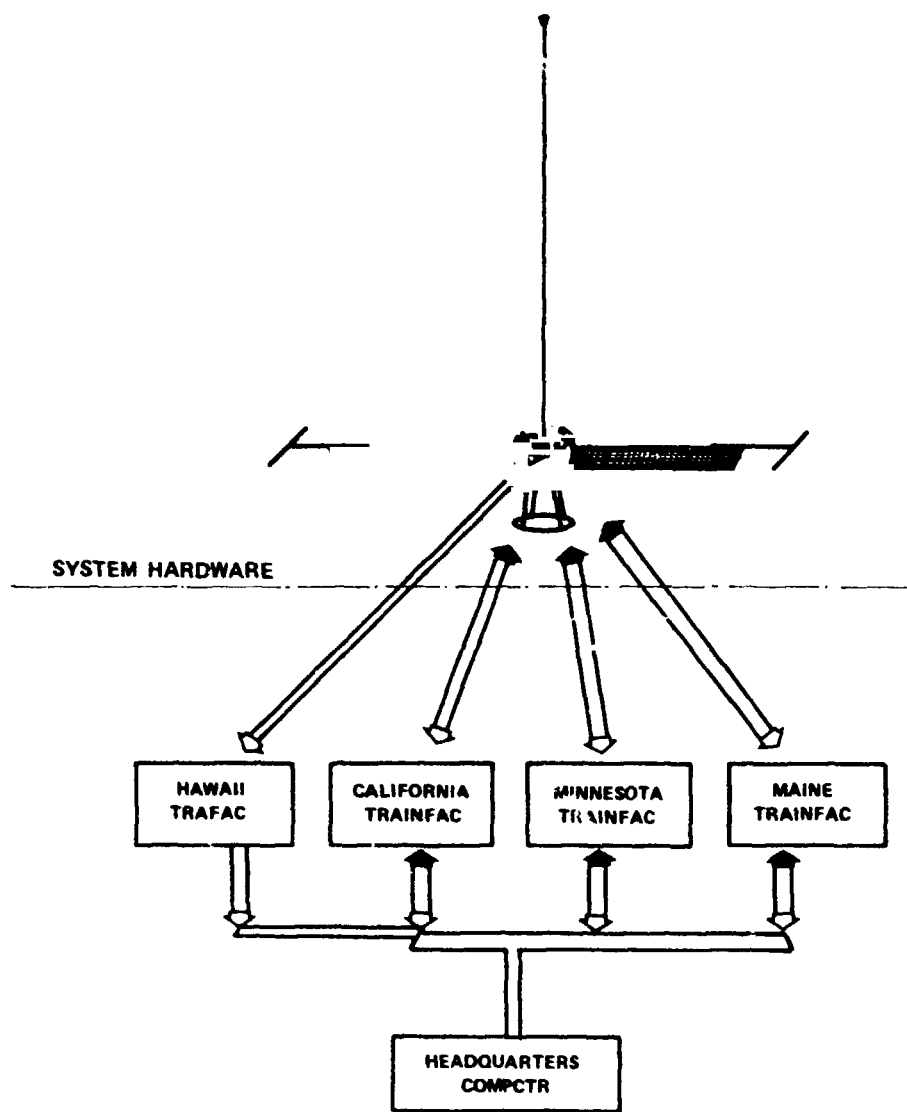 SYSTEM HARDWARE
HAWAII
TRAFAC
CALIFORNIA
TRAINFAC
MINNESOTA
TRAINFAC
MAINE
TRAINFAC
HEADQUARTERS
COMPCTR